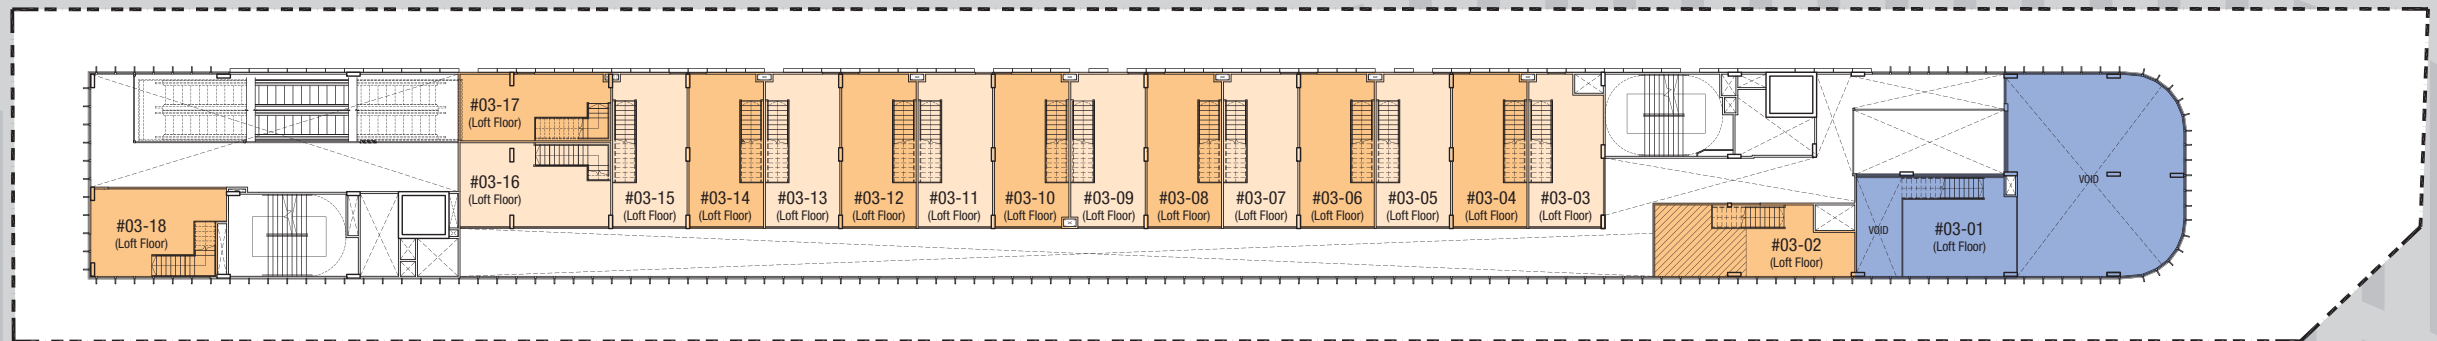 #03-17
(Loft Floor)
#03-16
(Loft Floor)
#03-15
(Loft Floor)
#03-14
(Loft Floor)
#03-13
(Loft Floor)
#03-12
(Loft Floor)
#03-11
(Loft Floor)
#03-10
(Loft Floor)
#03-09
(Loft Floor)
#03-08
(Loft Floor)
#03-07
(Loft Floor)
#03-06
(Loft Floor)
#03-05
(Loft Floor)
#03-04
(Loft Floor)
#03-03
(Loft Floor)
VOID
#03-18
(Loft Floor)
#03-02
(Loft Floor)
VOID
#03-01
(Loft Floor)